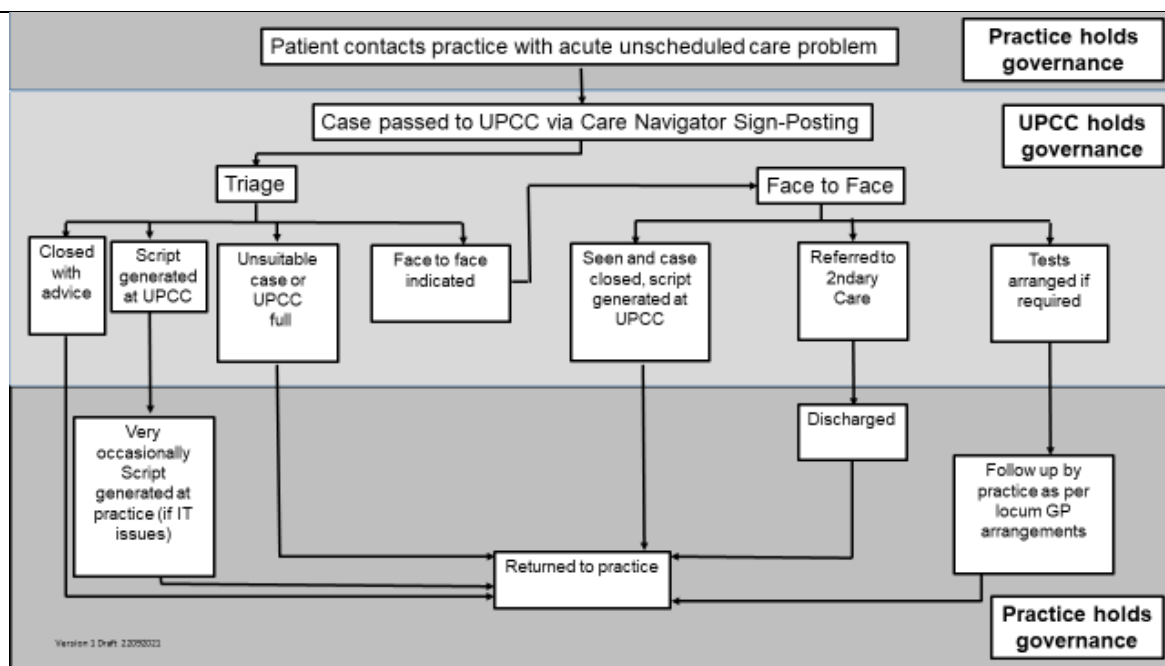 Patient contacts practice with acute unscheduled care problem
Practice holds
governance
Case passed to UPCC via Care Navigator Sign-Posting
UPCC holds
governance
Triage
Face to Face
Closed
with
advice
Script
generated
at UPCC
Unsuitable
case or
UPCC
full
Face to face
indicated
Seen and case
closed, script
generated at
UPCC
Referred to
2ndary
Care
Tests
arranged if
required
Very
occasionally
Script
generated at
practice (if IT
issues)
Discharged
Follow up by
practice as per
locum GP
arrangements
Returned to practice
Practice holds
governance
Version 1 Draft 22092021